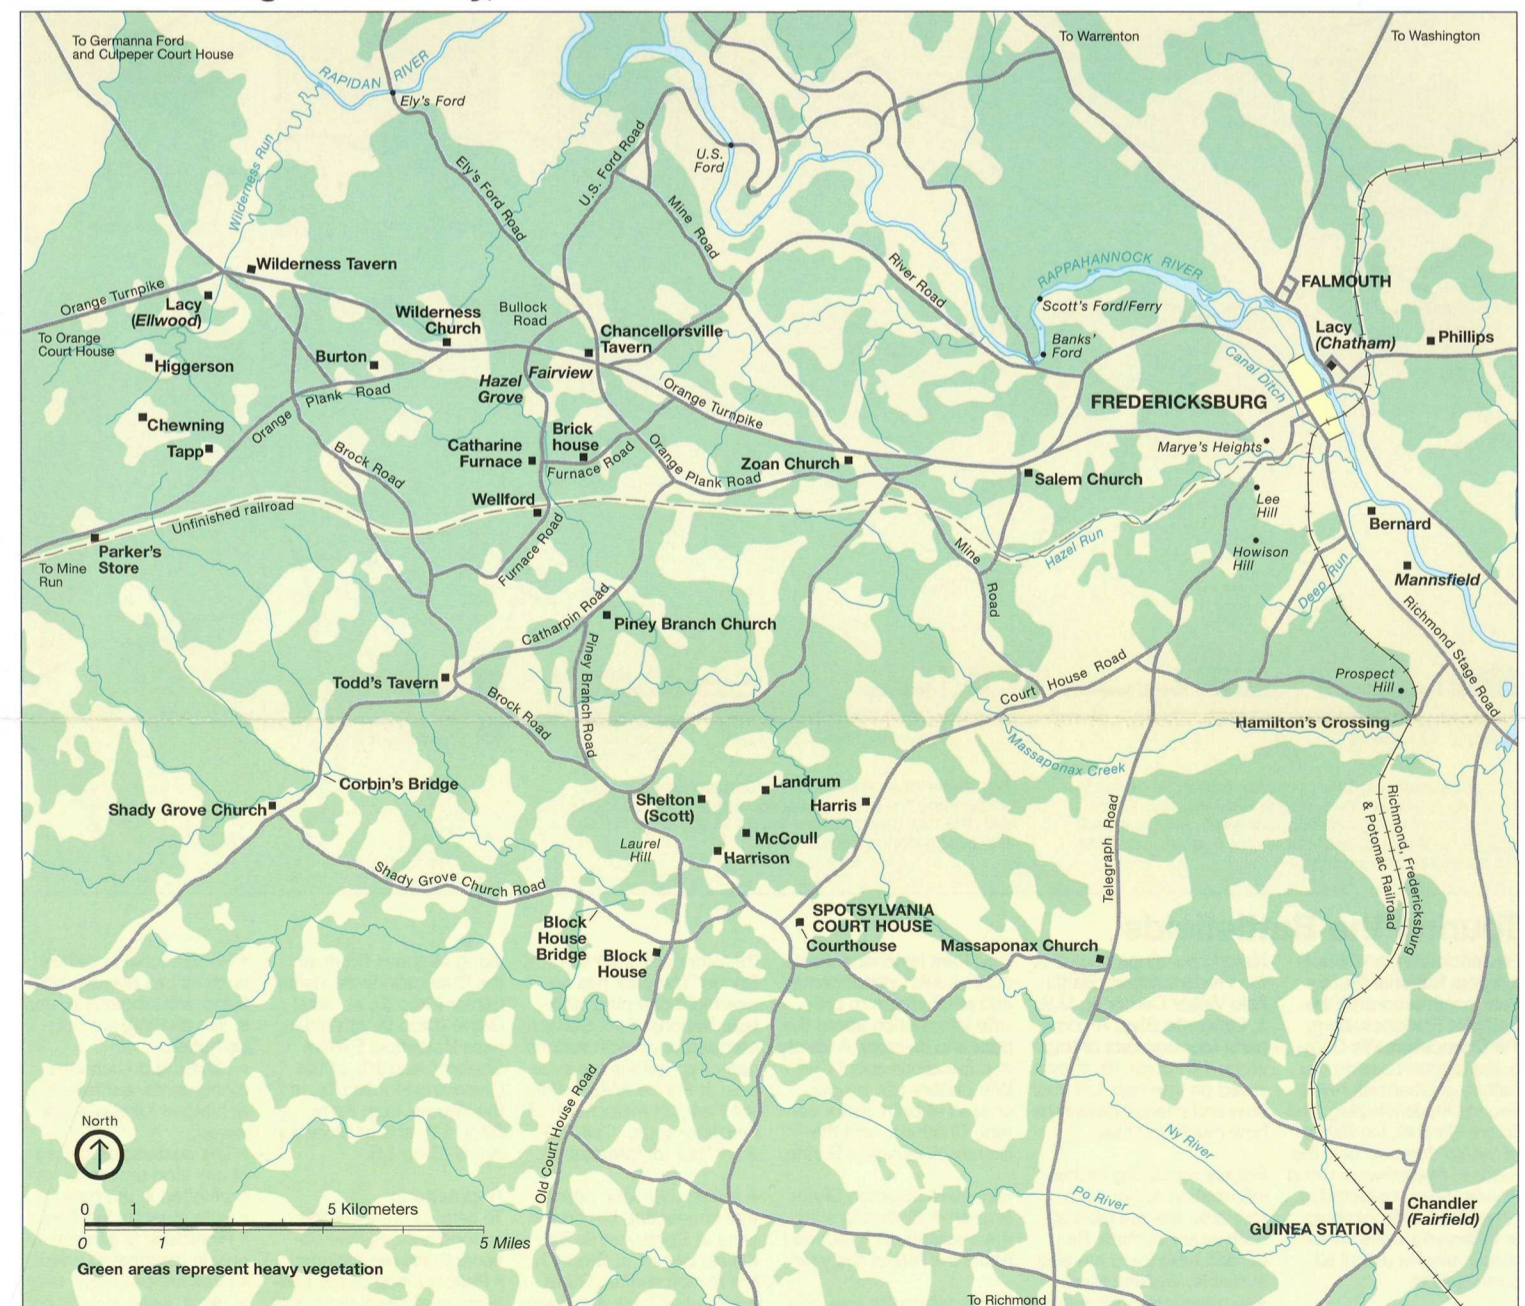 To Germanna Ford
and Culpeper Court House
RAPIDAN RIVER
Ely's Ford
To Warrenton
To Washington
Wilderness Run
Ely's Ford Road
U.S. Ford Road
U.S.
Ford
Mine Road
River Road
RAPPAHANNOCK RIVER
Scott's Ford/Ferry
Banks'
Ford
FALMOUTH
Wilderness Tavern
Orange Turnpike
Lacy
(Ellwood)
To Orange
Court House
Higgerson
Wilderness
Church
Bullock
Road
Chancellorsville
Tavern
Burton
Fairview
Hazel
Grove
Lacy
(Chatham)
Phillips
Canal Ditch
FREDERICKSBURG
Orange Plank Road
Orange Turnpike
Chewning
Tapp
Brock Road
Catharine
Furnace
Brick
house
Furnace Road
Orange Plank Road
Zoan Church
Marye's Heights
Salem Church
Wellford
Unfinished railroad
Lee
Hill
Bernard
Parker's
Store
To Mine
Run
Furnace Road
Mine Road
Hazel Run
Howison
Hill
Deep Run
Mannsfield
Catharpin Road
Piney Branch Church
Richmond Stage Road
Todd's Tavern
Brock Road
Piney Branch Road
Court House Road
Prospect
Hill
Hamilton's Crossing
Massaponax Creek
Corbin's Bridge
Shady Grove Church
Shelton
(Scott)
Landrum
Harris
McCoull
Laurel
Hill
Harrison
Telegraph Road
Richmond, Fredericksburg
& Potomac Railroad
Shady Grove Church Road
Block
House
Bridge
Block
House
SPOTSYLVANIA
COURT HOUSE
Courthouse
Massaponax Church
Old Court House Road
North
Ny River
Po River
0 1 5 Kilometers
0 1 5 Miles
Green areas represent heavy vegetation
Chandler
(Fairfield)
GUINEA STATION
To Richmond